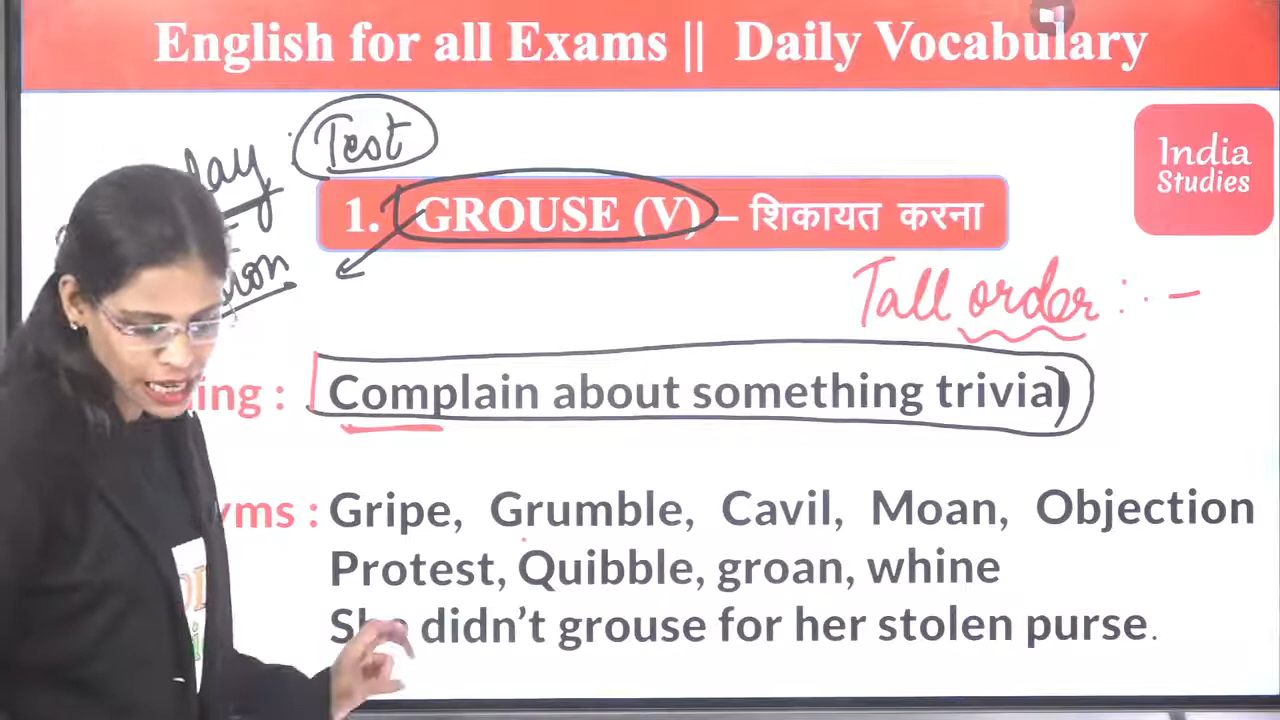 English for all Exams || Daily Vocabulary
India
Studies
Test
1. GROUSE (V) – शिकायत करना
Tall order : -
Complain about something trivial
Gripe, Grumble, Cavil, Moan, Objection
Protest, Quibble, groan, whine
She didn't grouse for her stolen purse.